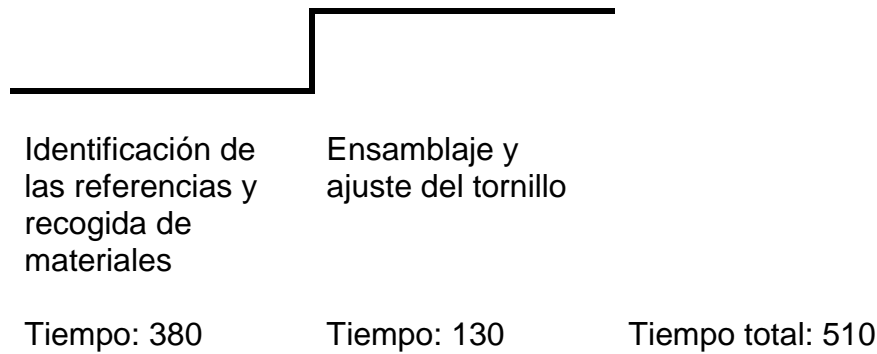 Identificación de
las referencias y
recogida de
materiales
Ensamblaje y
ajuste del tornillo
Tiempo: 380
Tiempo: 130
Tiempo total: 510